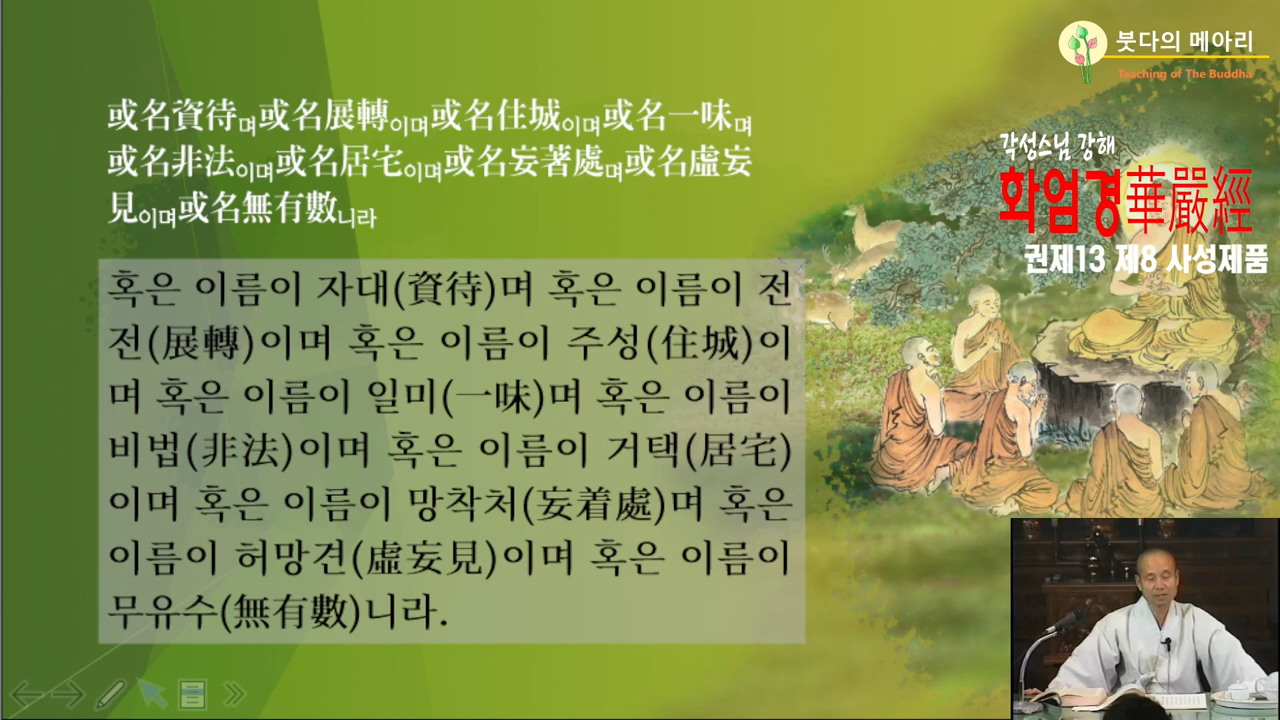 或名資待며或名展轉이며或名住城이며或名一味며
或名非法이며或名居宅이며或名妄著處며或名虛妄
見이며或名無有數니라
혹은 이름이 자대(資待)며 혹은 이름이 전
전(展轉)이며 혹은 이름이 주성(住城)이
며 혹은 이름이 일미(一味)며 혹은 이름이
비법(非法)이며 혹은 이름이 거택(居宅)
이며 혹은 이름이 망착처(妄着處)며 혹은
이름이 허망견(虛妄見)이며 혹은 이름이
무유수(無有數)니라.
붓다의 메아리
Teaching of The Buddha
각성스님 강해
화엄경華嚴經
권제13 제8 사성제품